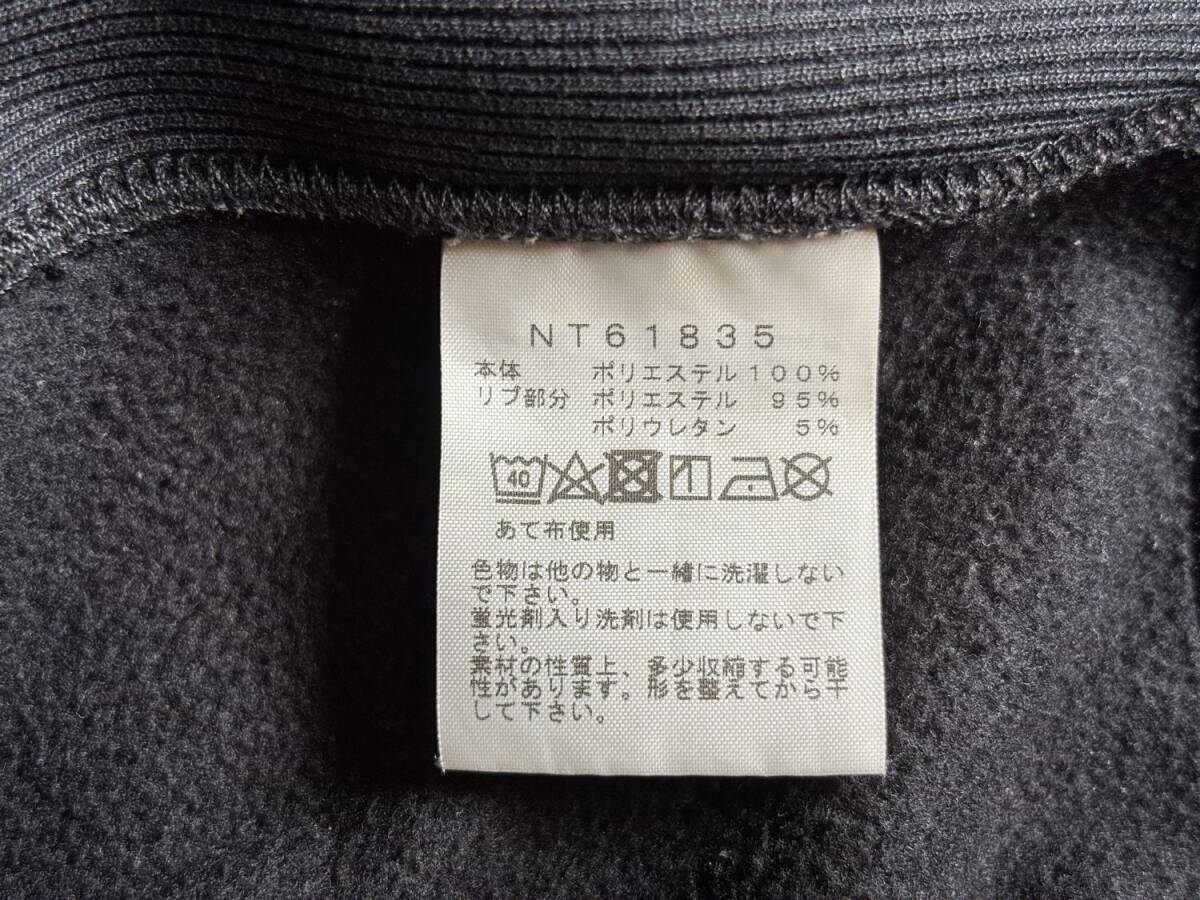 NT61835
本体 ポリエステル100%
リブ部分 ポリエステル 95%
ポリウレタン 5%
40
あて布使用
色物は他の物と一緒に洗濯しない
で下さい。
蛍光剤入り洗剤は使用しないで下
さい。
素材の性質上、多少収縮する可能
性があります。形を整えてから干
して下さい。